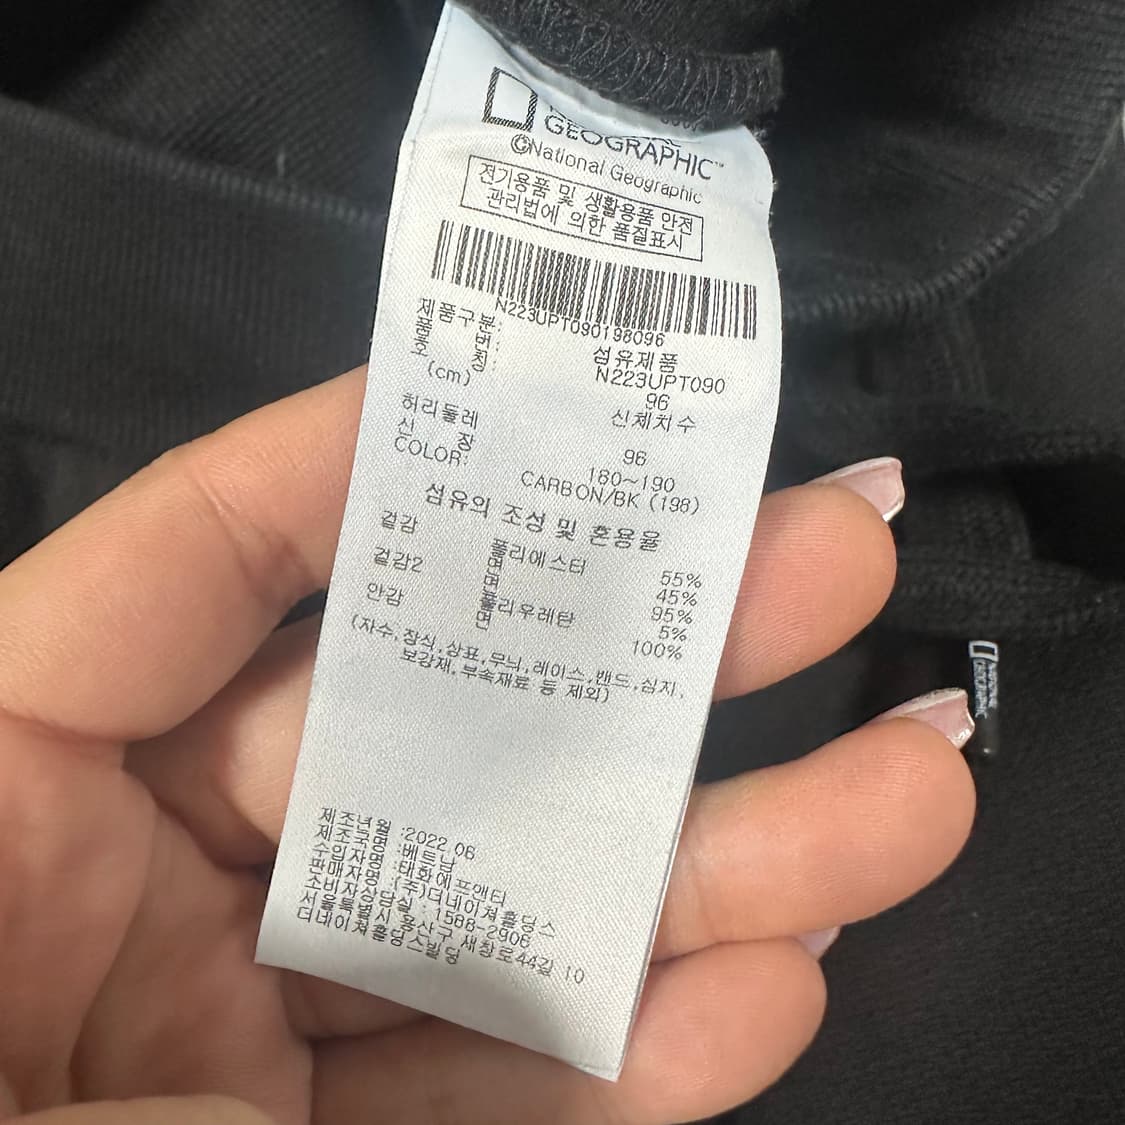 GEOGRAPHIC™
©National Geographic
전기용품 및 생활용품 안전
관리법에 의한 품질표시
N223UPT090198096
제품구분: 섬유제품
품 번: N223UPT090
호 칭: 96
(cm) 신체치수
허리둘레 96
신 장 180~190
COLOR: CARBON/BK (198)
섬유의 조성 및 혼용율
겉감 폴리에스터 55%
면 45%
겉감2 면 95%
폴리우레탄 5%
안감 면 100%
(자수,장식,상표,무늬,레이스,밴드,심지,
보강재,부속재료 등 제외)
제조년월 :2022.06
제조국명 :베트남
수입자명 :태화에프앤티
판매자명 :(주)더네이쳐홀딩스
소비자상담실: 1588-2906
서울특별시 용산구 새창로44길 10
더네이쳐홀딩스빌딩
NATIONAL
GEOGRAPHIC